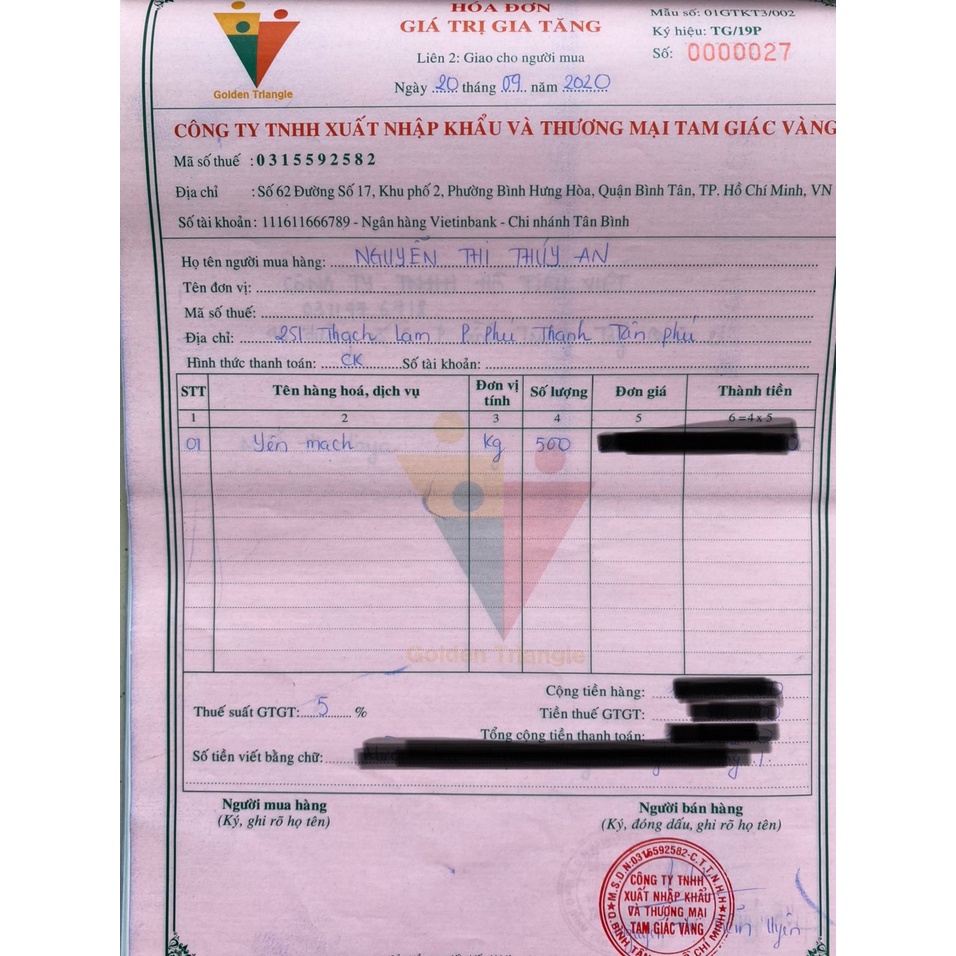 HÓA ĐƠN
GIÁ TRỊ GIA TĂNG
Liên 2: Giao cho người mua
Ngày 20 tháng 09 năm 2020
Mẫu số: 01GTKT3/002
Ký hiệu: TG/19P
Số: 0000027
Golden Triangle
CÔNG TY TNHH XUẤT NHẬP KHẨU VÀ THƯƠNG MẠI TAM GIÁC VÀNG
Mã số thuế : 0315592582
Địa chỉ : Số 62 Đường Số 17, Khu phố 2, Phường Bình Hưng Hòa, Quận Bình Tân, TP. Hồ Chí Minh, VN
Số tài khoản : 111611666789 - Ngân hàng Vietinbank - Chi nhánh Tân Bình
Họ tên người mua hàng: NGUYỄN THI THÚY AN
Tên đơn vị:
Mã số thuế:
Địa chỉ: 251 Thạch Lam P Phú Thạnh Tân phú
Hình thức thanh toán: CK Số tài khoản:
STT Tên hàng hoá, dịch vụ Đơn vị tính Số lượng Đơn giá Thành tiền
1 2 3 4 5 6 = 4 x 5
01 Yến mạch Kg 500
Golden Triangle
Cộng tiền hàng:
Thuế suất GTGT: 5 % Tiền thuế GTGT:
Tổng cộng tiền thanh toán:
Số tiền viết bằng chữ:
Người mua hàng Người bán hàng
(Ký, ghi rõ họ tên) (Ký, đóng dấu, ghi rõ họ tên)
M.S.D.N:0315592582-C.T.T.N.H.H
CÔNG TY TNHH
XUẤT NHẬP KHẨU
VÀ THƯƠNG MẠI
TAM GIÁC VÀNG